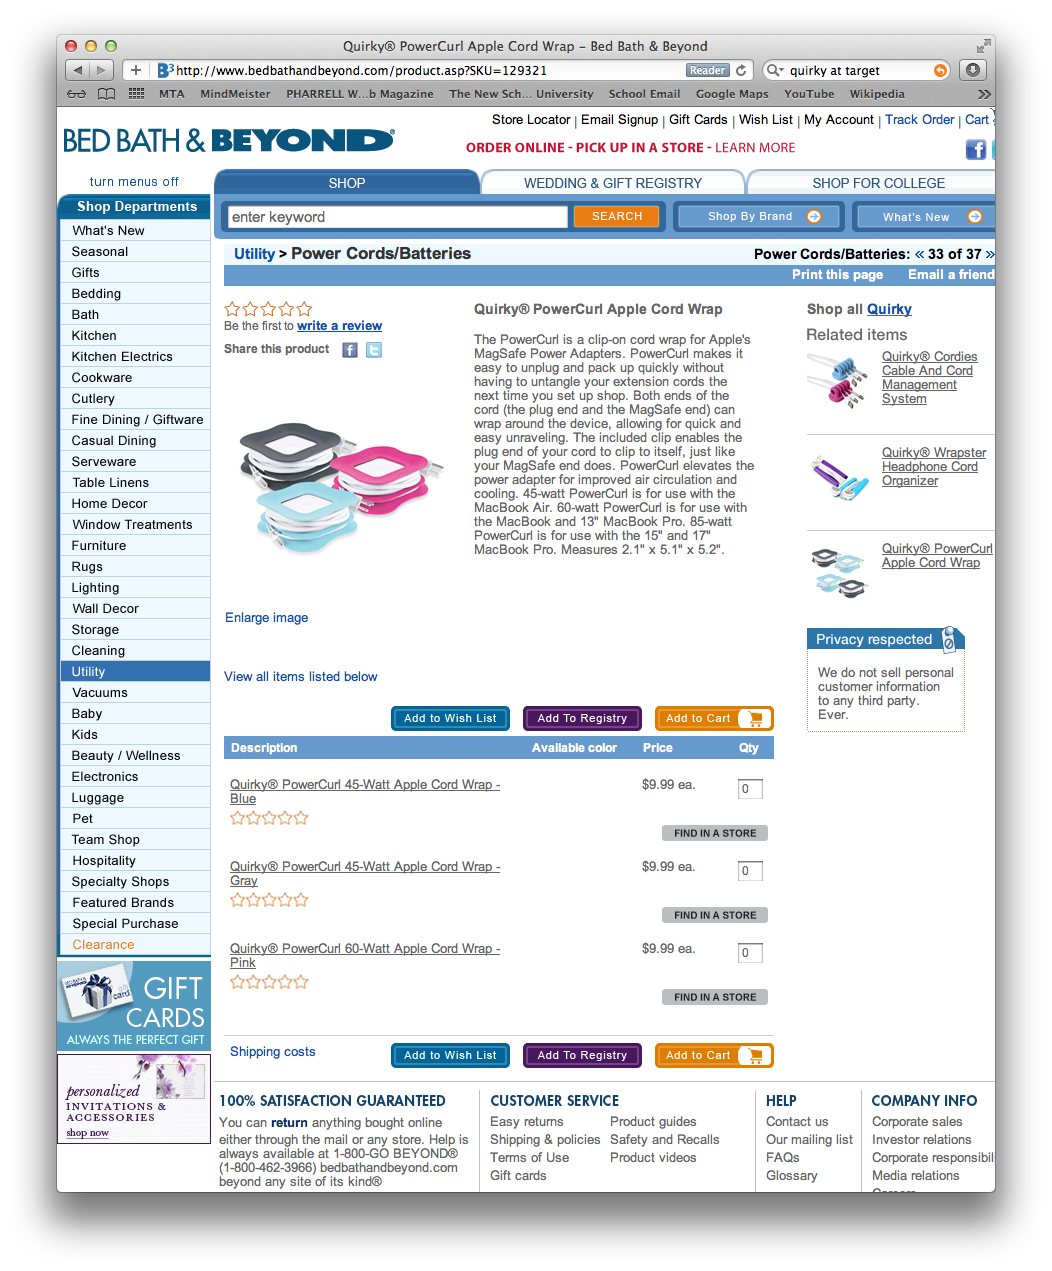 Quirky® PowerCurl Apple Cord Wrap – Bed Bath & Beyond
http://www.bedbathandbeyond.com/product.asp?SKU=129321
Reader
quirky at target
MTA MindMeister PHARRELL W...b Magazine The New Sch... University School Email Google Maps YouTube Wikipedia
Store Locator | Email Signup | Gift Cards | Wish List | My Account | Track Order | Cart
BED BATH & BEYOND®
ORDER ONLINE - PICK UP IN A STORE - LEARN MORE
turn menus off
SHOP
WEDDING & GIFT REGISTRY
SHOP FOR COLLEGE
enter keyword
SEARCH
Shop By Brand
What's New
Shop Departments
What's New
Seasonal
Gifts
Bedding
Bath
Kitchen
Kitchen Electrics
Cookware
Cutlery
Fine Dining / Giftware
Casual Dining
Serveware
Table Linens
Home Decor
Window Treatments
Furniture
Rugs
Lighting
Wall Decor
Storage
Cleaning
Utility
Vacuums
Baby
Kids
Beauty / Wellness
Electronics
Luggage
Pet
Team Shop
Hospitality
Specialty Shops
Featured Brands
Special Purchase
Clearance
GIFT
CARDS
ALWAYS THE PERFECT GIFT
personalized
INVITATIONS &
ACCESSORIES
shop now
Utility > Power Cords/Batteries
Power Cords/Batteries: « 33 of 37 »
Print this page Email a friend
Be the first to write a review
Share this product
Enlarge image
View all items listed below
Quirky® PowerCurl Apple Cord Wrap
The PowerCurl is a clip-on cord wrap for Apple's
MagSafe Power Adapters. PowerCurl makes it
easy to unplug and pack up quickly without
having to untangle your extension cords the
next time you set up shop. Both ends of the
cord (the plug end and the MagSafe end) can
wrap around the device, allowing for quick and
easy unraveling. The included clip enables the
plug end of your cord to clip to itself, just like
your MagSafe end does. PowerCurl elevates the
power adapter for improved air circulation and
cooling. 45-watt PowerCurl is for use with the
MacBook Air. 60-watt PowerCurl is for use with
the MacBook and 13" MacBook Pro. 85-watt
PowerCurl is for use with the 15" and 17"
MacBook Pro. Measures 2.1" x 5.1" x 5.2".
Shop all Quirky
Related items
Quirky® Cordies
Cable And Cord
Management
System
Quirky® Wrapster
Headphone Cord
Organizer
Quirky® PowerCurl
Apple Cord Wrap
Privacy respected
We do not sell personal
customer information
to any third party.
Ever.
Add to Wish List Add To Registry Add to Cart
Description Available color Price Qty
Quirky® PowerCurl 45-Watt Apple Cord Wrap - $9.99 ea. 0
Blue
FIND IN A STORE
Quirky® PowerCurl 45-Watt Apple Cord Wrap - $9.99 ea. 0
Gray
FIND IN A STORE
Quirky® PowerCurl 60-Watt Apple Cord Wrap - $9.99 ea. 0
Pink
FIND IN A STORE
Shipping costs
Add to Wish List Add To Registry Add to Cart
100% SATISFACTION GUARANTEED
You can return anything bought online
either through the mail or any store. Help is
always available at 1-800-GO BEYOND®
(1-800-462-3966) bedbathandbeyond.com
beyond any site of its kind®
CUSTOMER SERVICE
Easy returns Product guides
Shipping & policies Safety and Recalls
Terms of Use Product videos
Gift cards
HELP
Contact us
Our mailing list
FAQs
Glossary
COMPANY INFO
Corporate sales
Investor relations
Corporate responsibil
Media relations